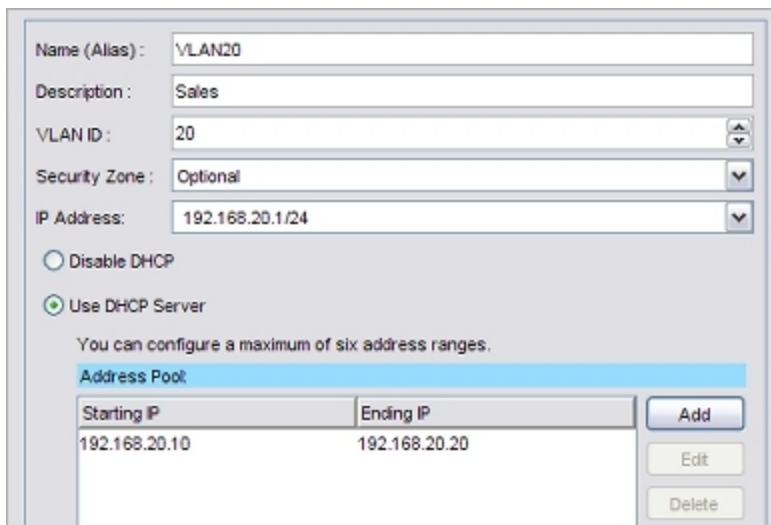 Name (Alias) : VLAN20
Description : Sales
VLAN ID : 20
Security Zone : Optional
IP Address: 192.168.20.1/24
Disable DHCP
Use DHCP Server
You can configure a maximum of six address ranges.
Address Pool:
Starting IP Ending IP Add
192.168.20.10 192.168.20.20
Edit
Delete